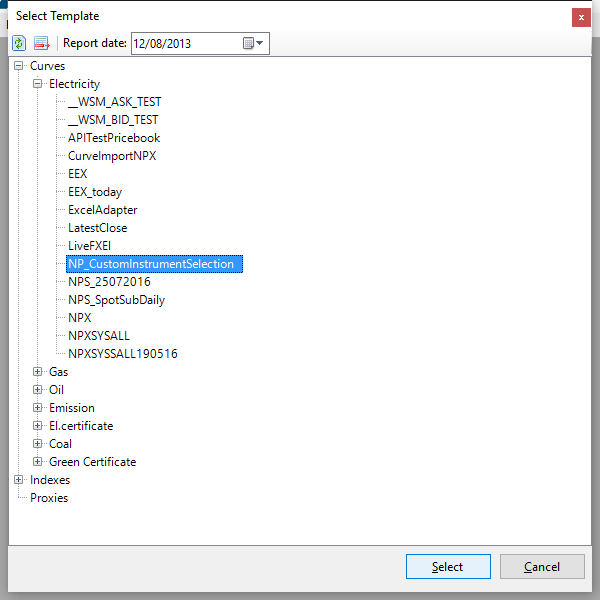 Select Template
Report date: 12/08/2013
Curves
Electricity
__WSM_ASK_TEST
__WSM_BID_TEST
APITestPricebook
CurveImportNPX
EEX
EEX_today
ExcelAdapter
LatestClose
LiveFXEl
NP_CustomInstrumentSelection
NPS_25072016
NPS_SpotSubDaily
NPX
NPXSYSALL
NPXSYSSALL190516
Gas
Oil
Emission
El.certificate
Coal
Green Certificate
Indexes
Proxies
Select Cancel